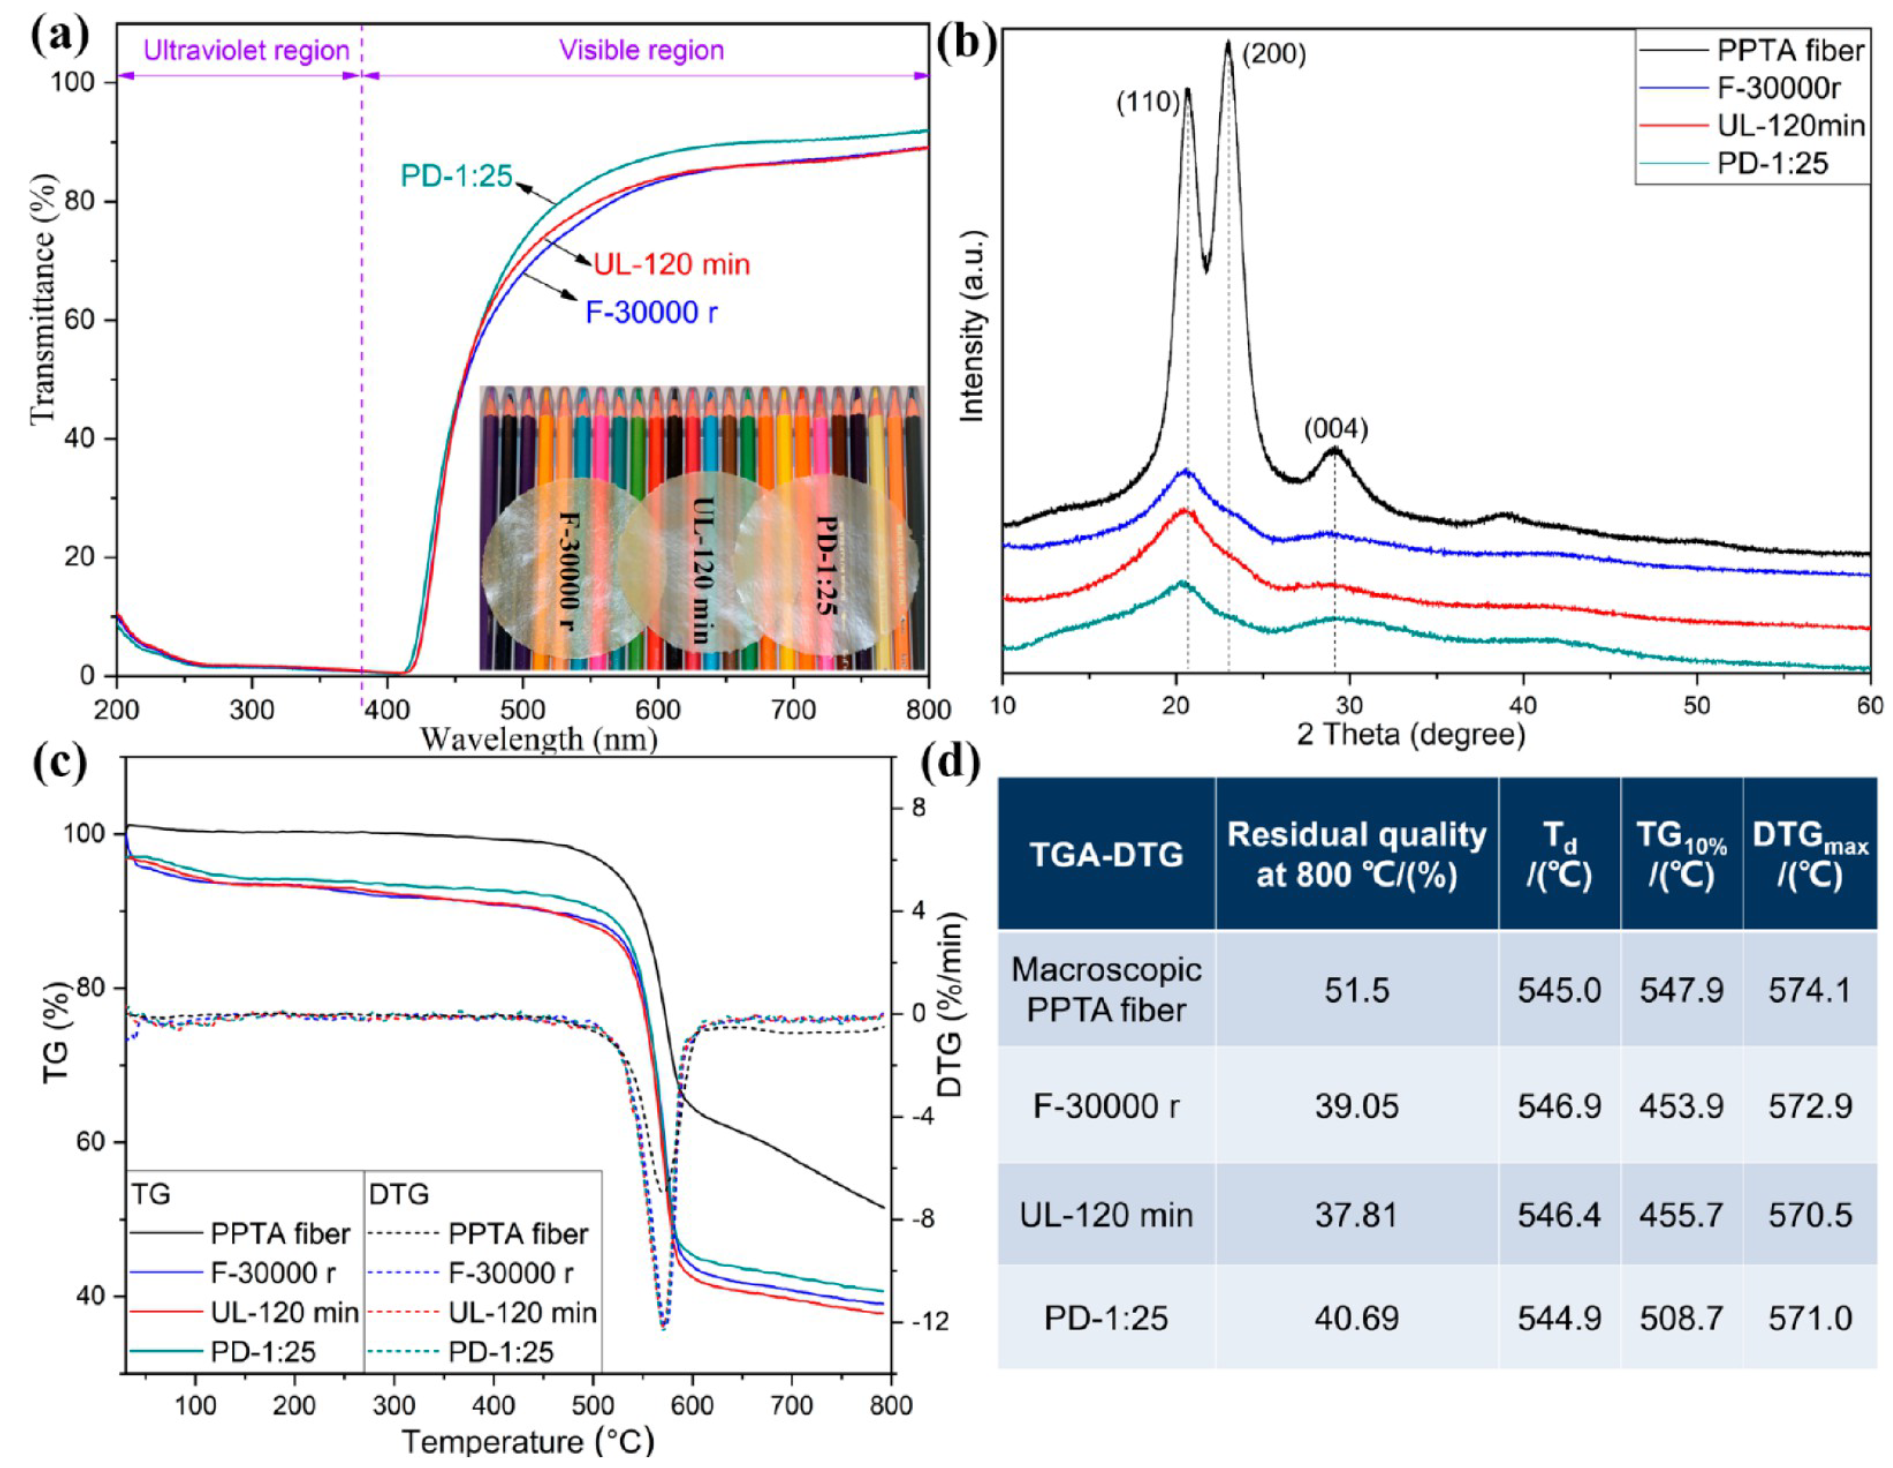 (a)
Ultraviolet region
Visible region
PD-1:25
UL-120 min
F-30000 r
F-30000 r
UL-120 min
PD-1:25
Transmittance (%)
100
80
60
40
20
0
200 300 400 500 600 700 800
Wavelength (nm)
(b)
(110)
(200)
(004)
PPTA fiber
F-30000r
UL-120min
PD-1:25
Intensity (a.u.)
10 20 30 40 50 60
2 Theta (degree)
(c)
TG (%)
100
80
60
40
8
4
0
-4
-8
-12
DTG (%/min)
TG
PPTA fiber
F-30000 r
UL-120 min
PD-1:25
DTG
PPTA fiber
F-30000 r
UL-120 min
PD-1:25
100 200 300 400 500 600 700 800
Temperature (°C)
(d)
TGA-DTG
Residual quality
at 800 ℃/(%)
Td
/(℃)
TG10%
/(℃)
DTGmax
/(℃)
Macroscopic
PPTA fiber
51.5 545.0 547.9 574.1
F-30000 r 39.05 546.9 453.9 572.9
UL-120 min 37.81 546.4 455.7 570.5
PD-1:25 40.69 544.9 508.7 571.0